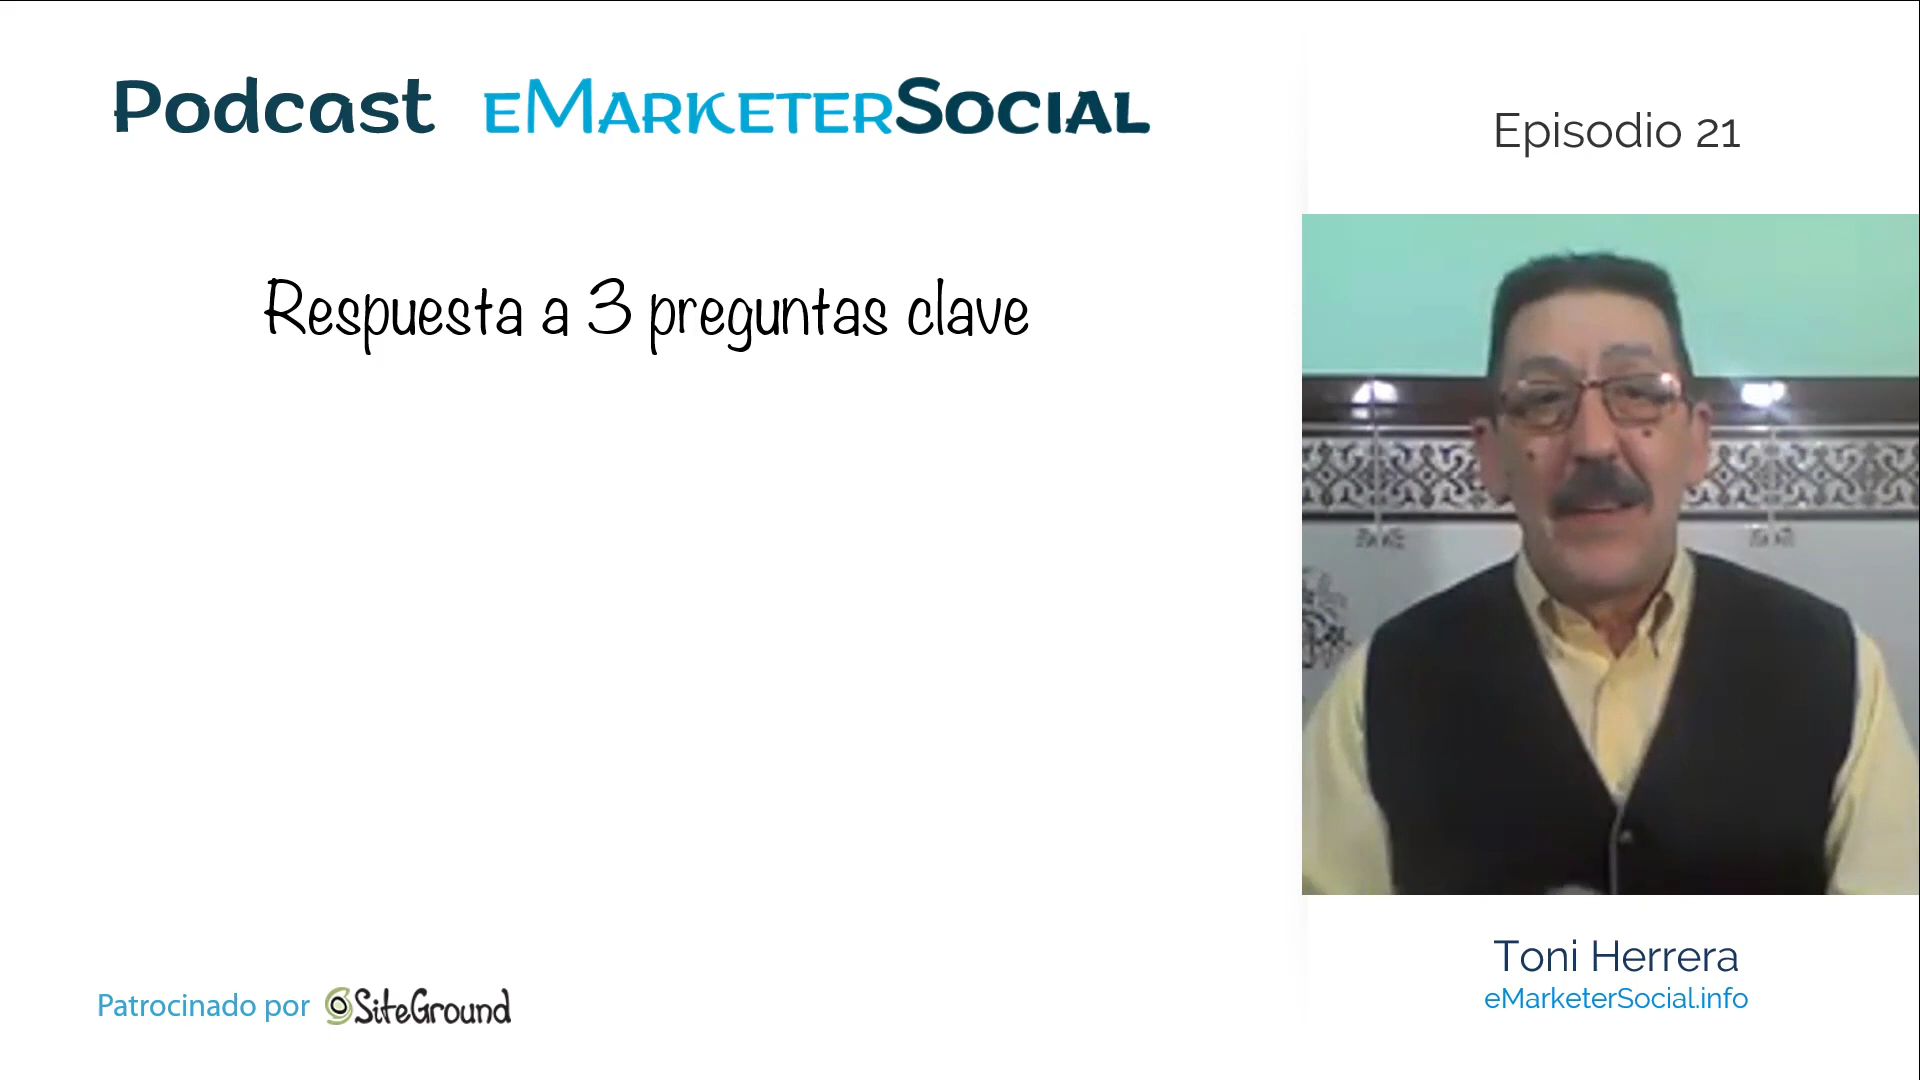 Podcast eMarketerSocial
Episodio 21
Respuesta a 3 preguntas clave
Toni Herrera
eMarketerSocial.info
Patrocinado por SiteGround